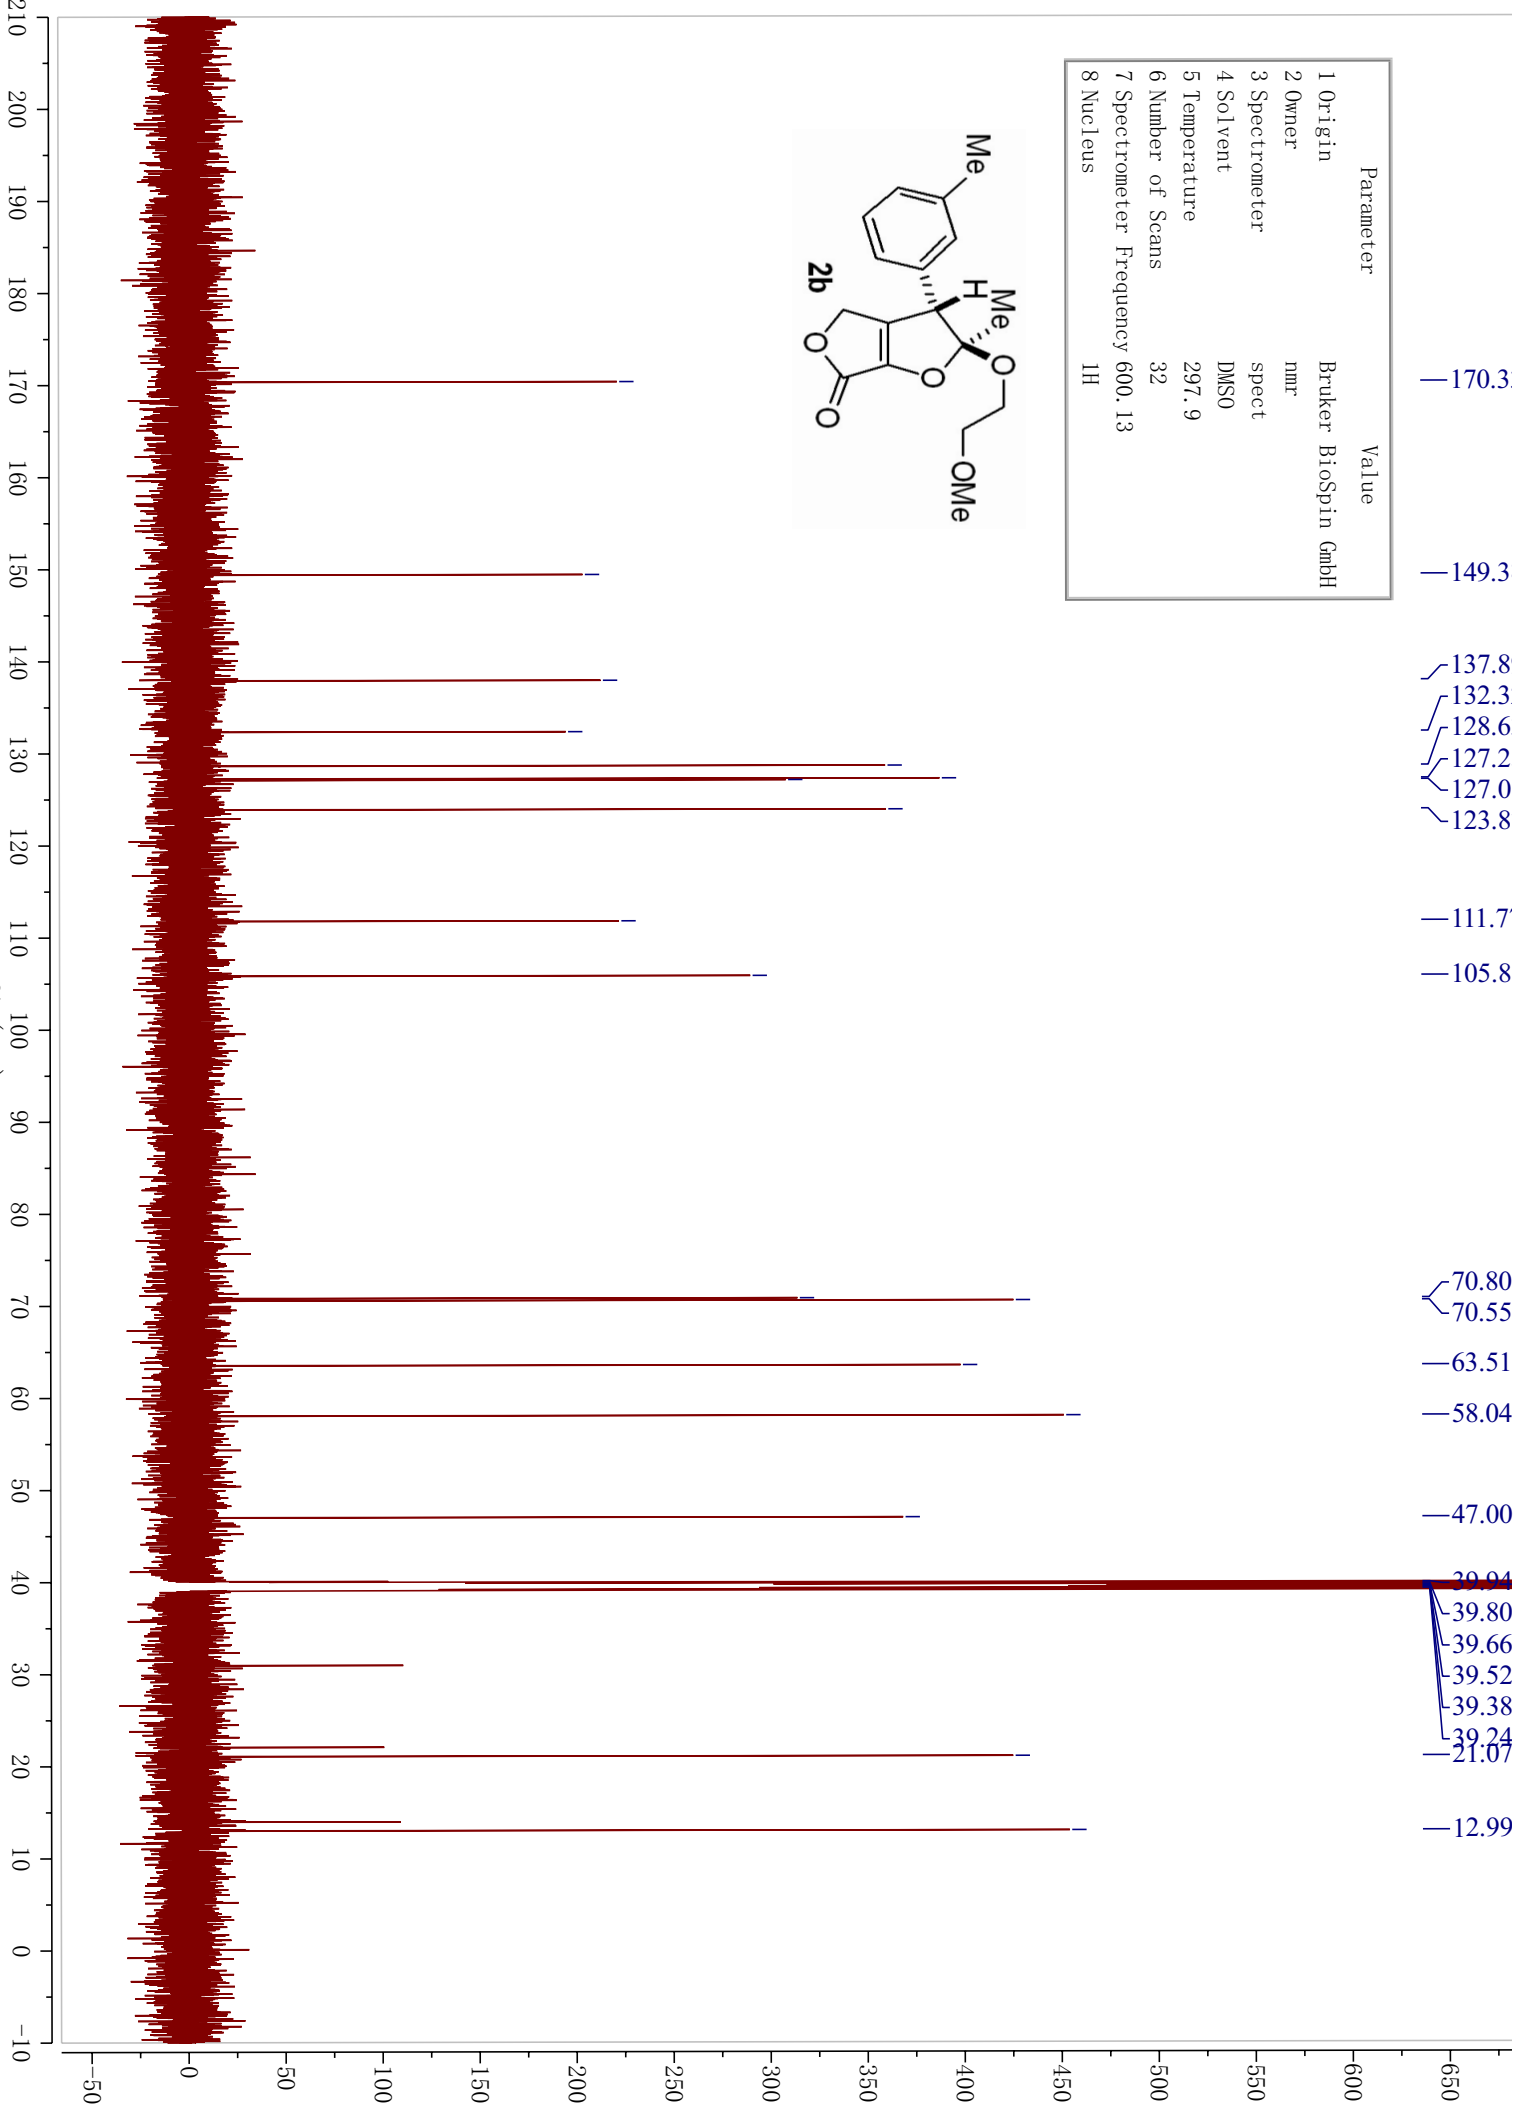 Parameter Value
1 Origin Bruker BioSpin GmbH
2 Owner nmr
3 Spectrometer spect
4 Solvent DMSO
5 Temperature 297.9
6 Number of Scans 32
7 Spectrometer Frequency 600.13
8 Nucleus 1H
Me
H
Me
O
OMe
O
O
O
2b
149.3
137.8
132.3
128.6
127.2
127.0
123.8
105.8
70.80
70.55
63.51
58.04
47.00
39.94
39.80
39.66
39.52
39.38
39.24
21.07
12.99
210 200 190 180 170 160 150 140 130 120 110 100 90 80 70 60 50 40 30 20 10 0 -10
650
600
550
500
450
400
350
300
250
200
150
100
50
0
-50